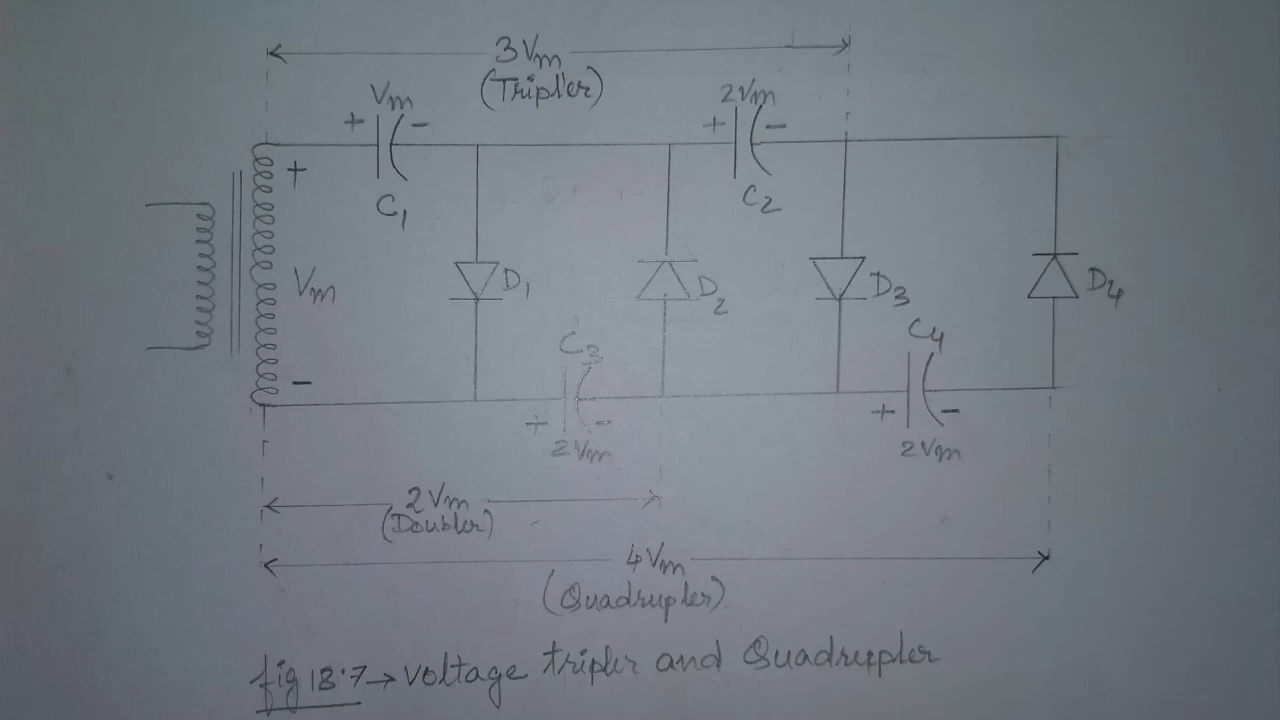 3Vm
(Tripler)
Vm
2Vm
+ -
+ -
C1
C2
+
Vm
-
D1
D2
D3
D4
C3
C4
+ -
2Vm
+ -
2Vm
2Vm
(Doubler)
4Vm
(Quadrupler)
fig 18.7→ voltage tripler and Quadrupler